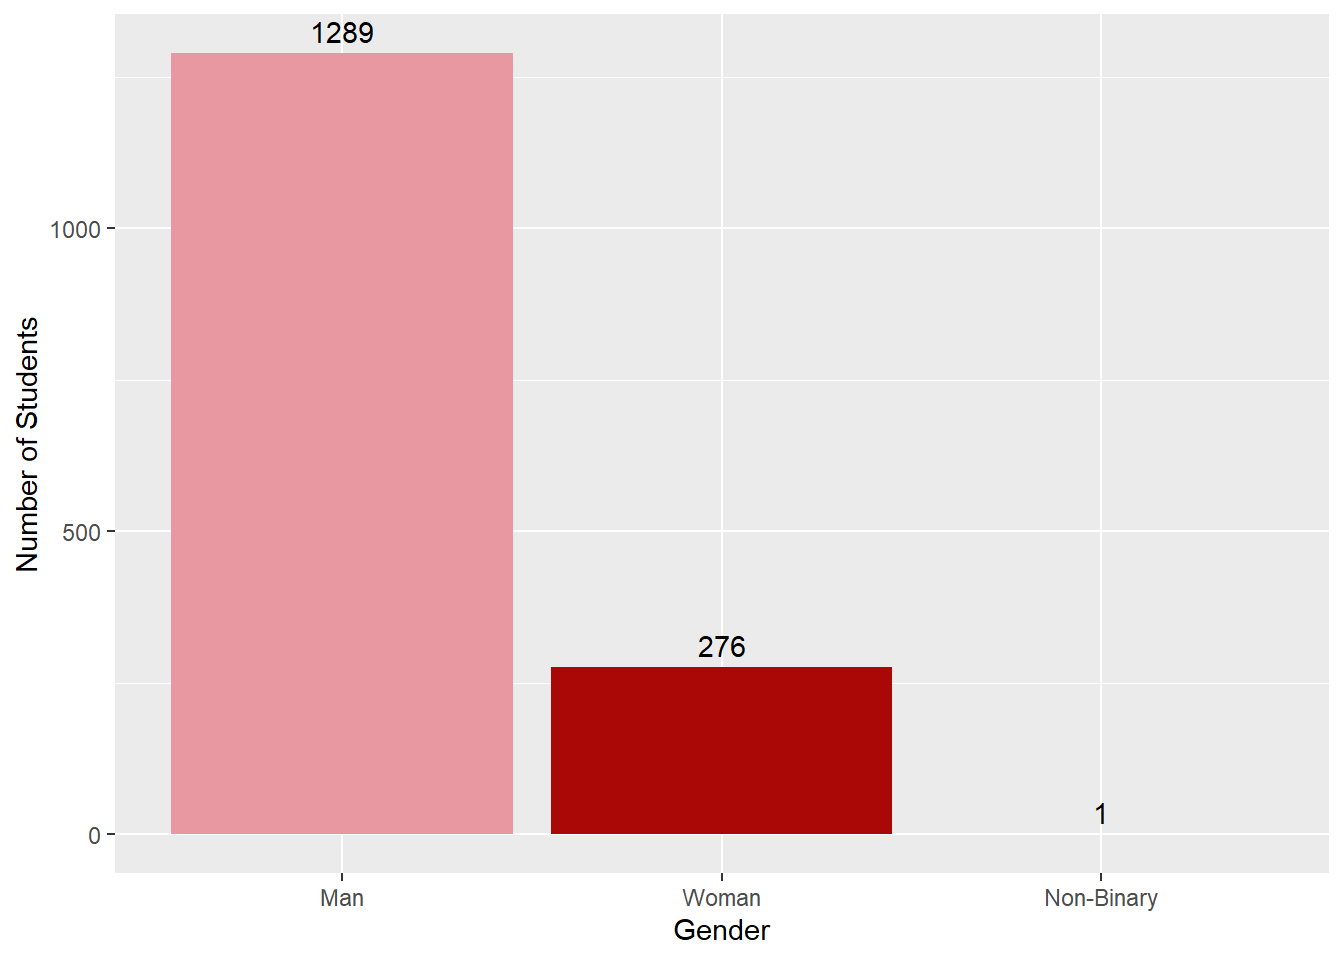 1289
1000
Number of Students
500
276
1
0
Man
Woman
Non-Binary
Gender